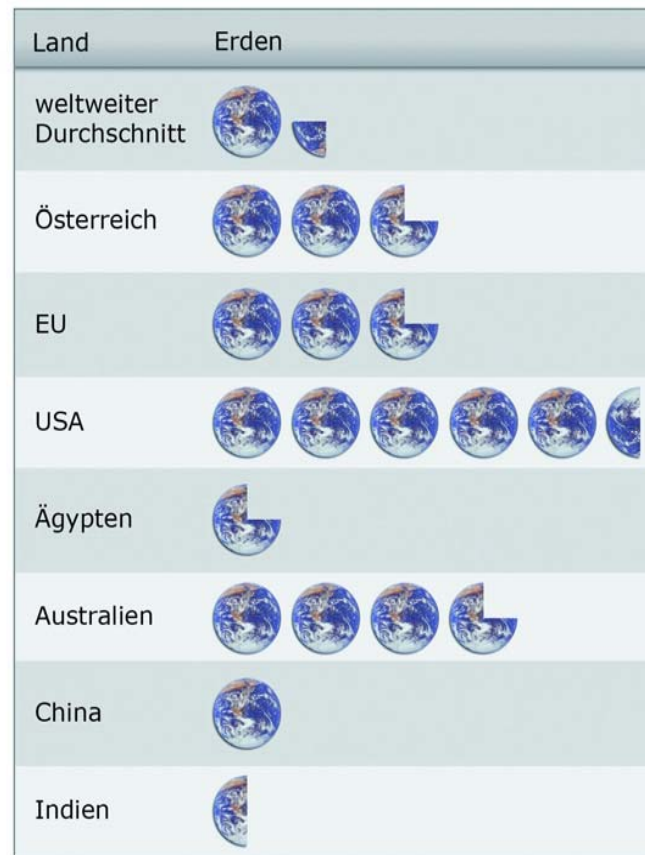 Land Erden
weltweiter
Durchschnitt
Österreich
EU
USA
Ägypten
Australien
China
Indien